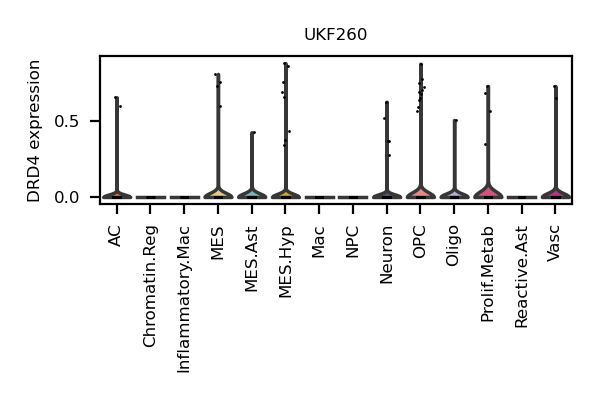 UKF260
DRD4 expression
0.5
0.0
AC
Chromatin.Reg
Inflammatory.Mac
MES
MES.Ast
MES.Hyp
Mac
NPC
Neuron
OPC
Oligo
Prolif.Metab
Reactive.Ast
Vasc